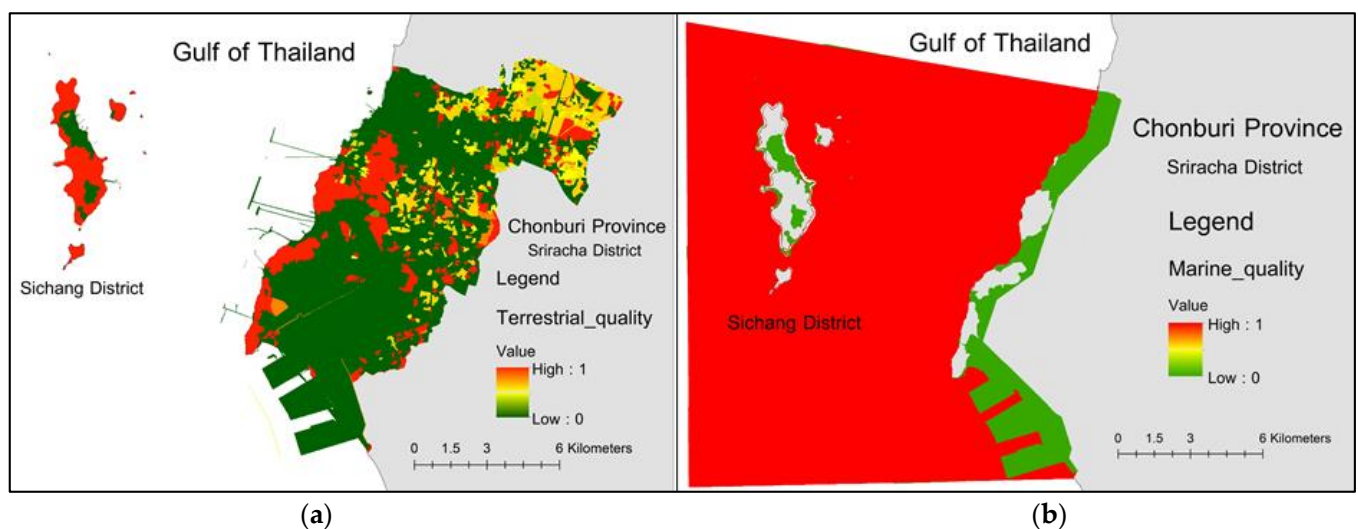 Gulf of Thailand
Sichang District
Chonburi Province
Sriracha District
Legend
Terrestrial_quality
Value
High : 1
Low : 0
0 1.5 3 6 Kilometers
(a)
Gulf of Thailand
Sichang District
Chonburi Province
Sriracha District
Legend
Marine_quality
Value
High : 1
Low : 0
0 1.5 3 6 Kilometers
(b)